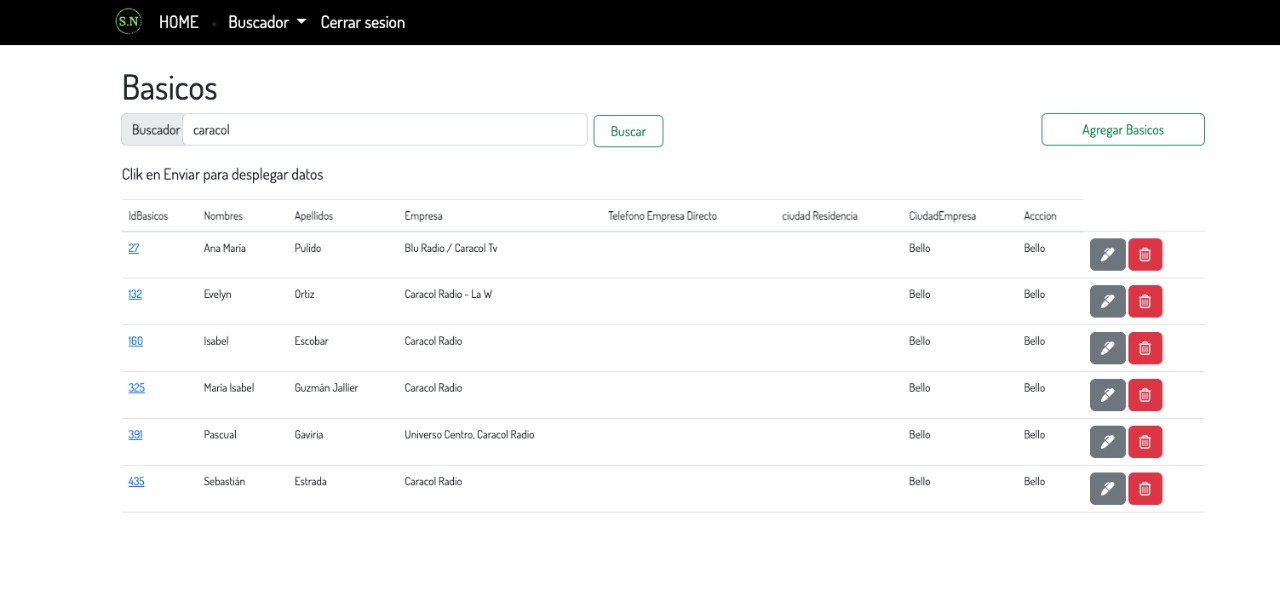 S.N HOME Buscador Cerrar sesion
Basicos
Buscador caracol Buscar Agregar Basicos
Clik en Enviar para desplegar datos
IdBasicos Nombres Apellidos Empresa Telefono Empresa Directo ciudad Residencia CiudadEmpresa Acccion
27 Ana María Pulido Blu Radio / Caracol Tv Bello Bello
132 Evelyn Ortiz Caracol Radio - La W Bello Bello
160 Isabel Escobar Caracol Radio Bello Bello
325 María Isabel Guzmán Jallier Caracol Radio Bello Bello
391 Pascual Gaviria Universo Centro, Caracol Radio Bello Bello
435 Sebastián Estrada Caracol Radio Bello Bello